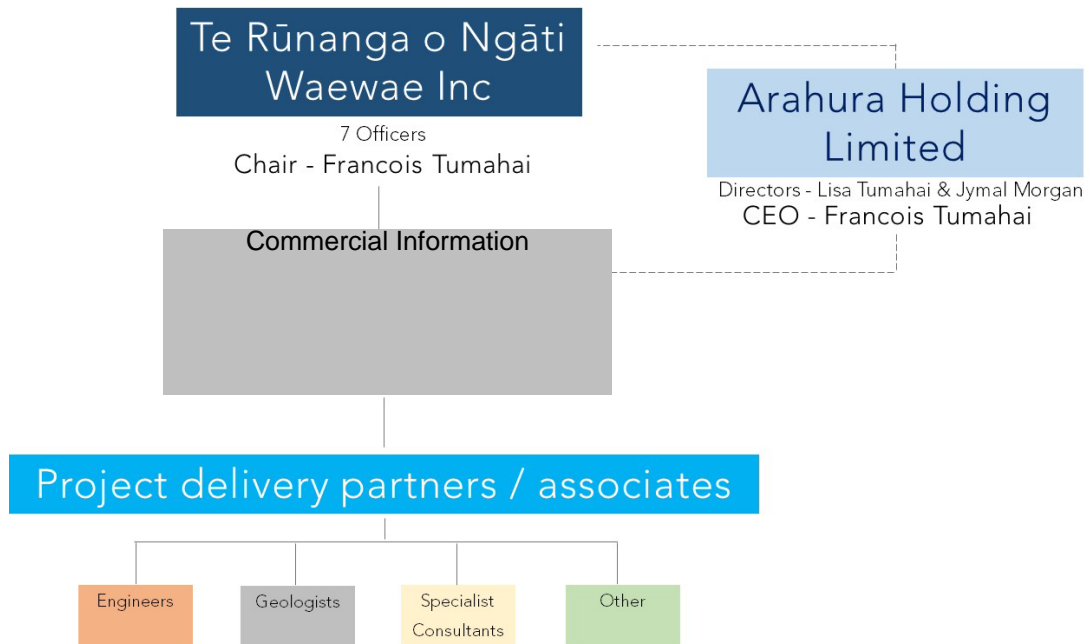 Te Rūnanga o Ngāti
Waewae Inc
7 Officers
Chair - Francois Tumahai
Arahura Holding
Limited
Directors - Lisa Tumahai & Jymal Morgan
CEO - Francois Tumahai
Commercial Information
Project delivery partners / associates
Engineers
Geologists
Specialist
Consultants
Other